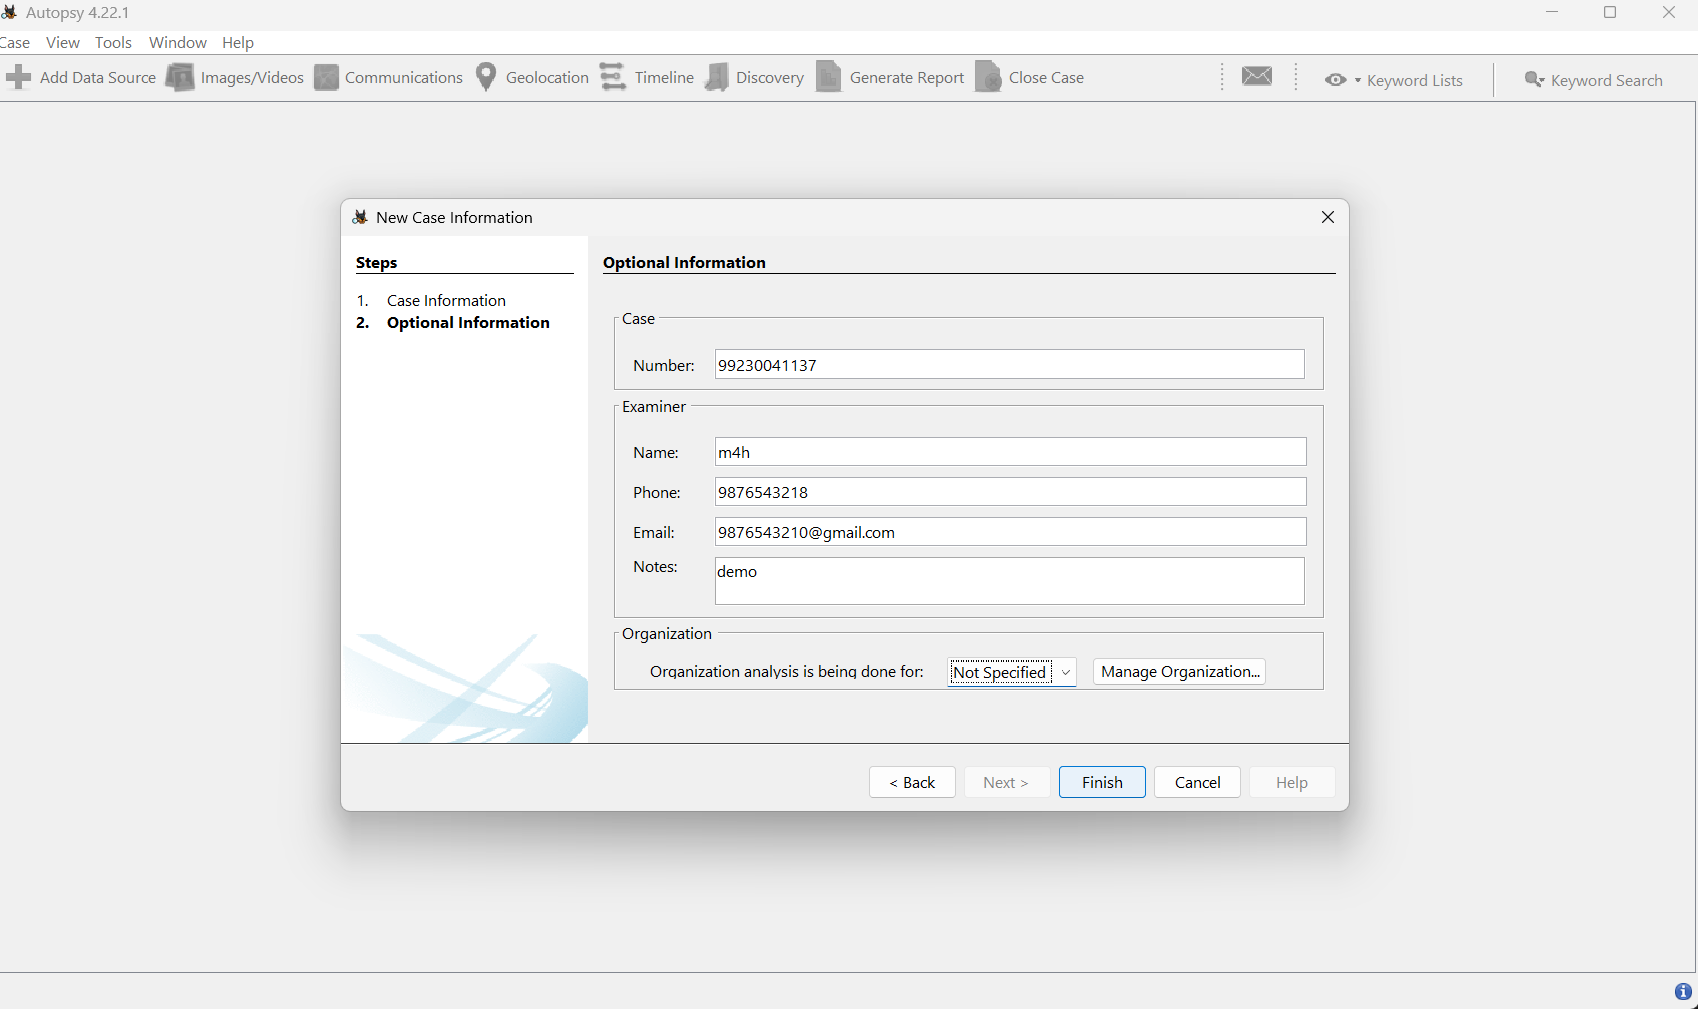 Autopsy 4.22.1
Case View Tools Window Help
Add Data Source Images/Videos Communications Geolocation Timeline Discovery Generate Report Close Case Keyword Lists Keyword Search
New Case Information
Steps
1. Case Information
2. Optional Information
Optional Information
Case
Number: 99230041137
Examiner
Name: m4h
Phone: 9876543218
Email: 9876543210@gmail.com
Notes: demo
Organization
Organization analysis is being done for: Not Specified Manage Organization...
< Back Next > Finish Cancel Help